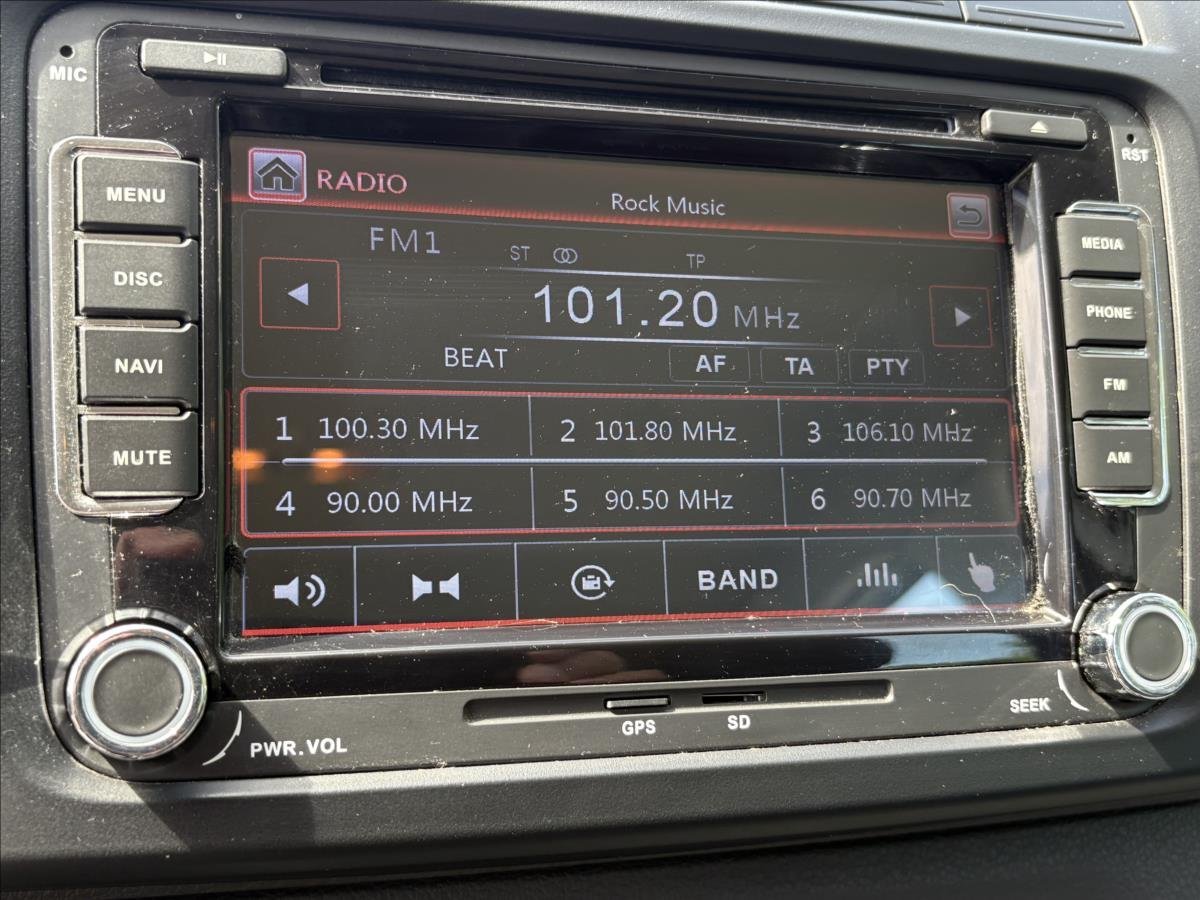 MIC
RST
MENU
DISC
NAVI
MUTE
RADIO
Rock Music
FM1
ST TP
101.20 MHz
BEAT AF TA PTY
1 100.30 MHz 2 101.80 MHz 3 106.10 MHz
4 90.00 MHz 5 90.50 MHz 6 90.70 MHz
BAND
MEDIA
PHONE
FM
AM
PWR.VOL
GPS
SD
SEEK